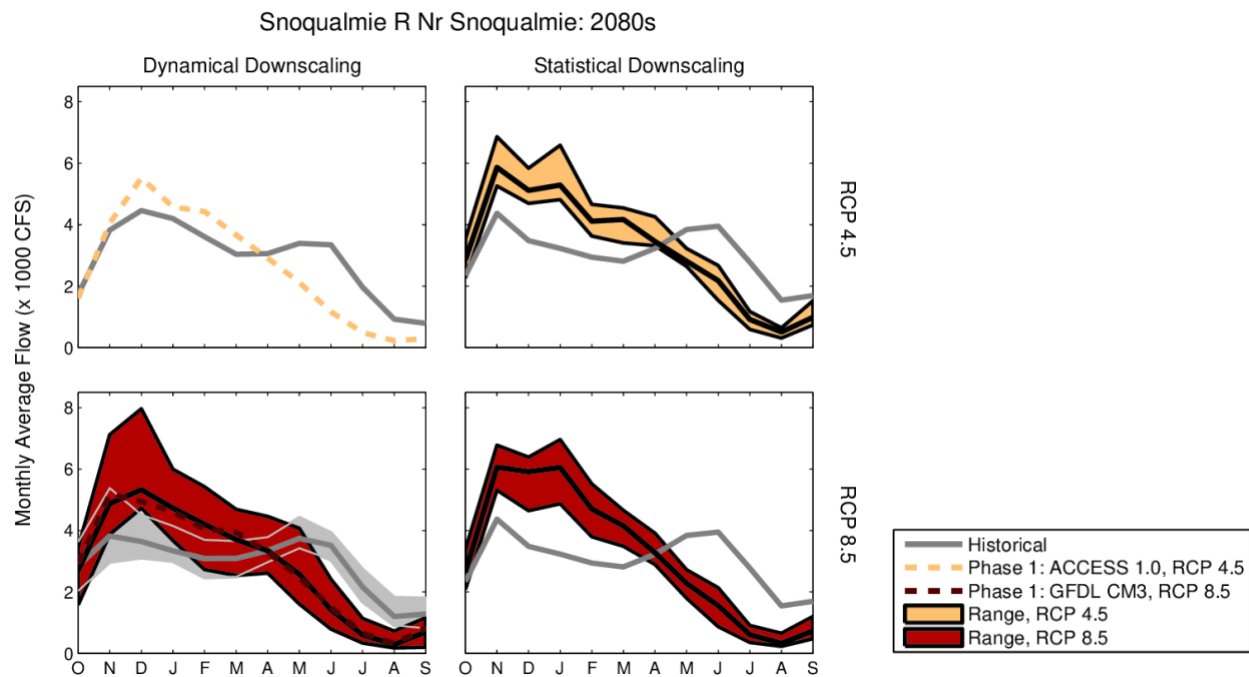 Snoqualmie R Nr Snoqualmie: 2080s
Dynamical Downscaling
Statistical Downscaling
Monthly Average Flow (x 1000 CFS)
8
6
4
2
0
RCP 4.5
8
6
4
2
0
O N D J F M A M J J A S
O N D J F M A M J J A S
RCP 8.5
Historical
Phase 1: ACCESS 1.0, RCP 4.5
Phase 1: GFDL CM3, RCP 8.5
Range, RCP 4.5
Range, RCP 8.5